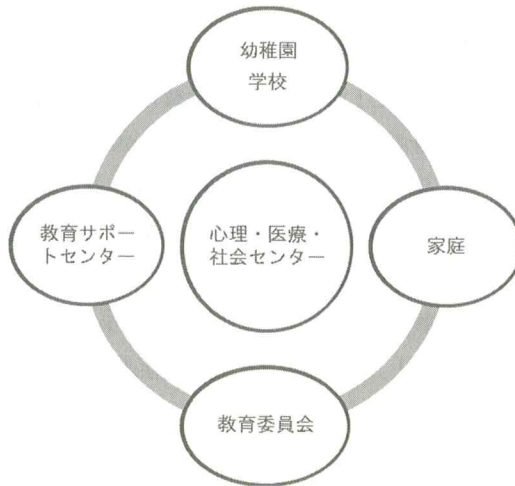 幼稚園
学校
教育サポー
トセンター
心理・医療・
社会センター
家庭
教育委員会